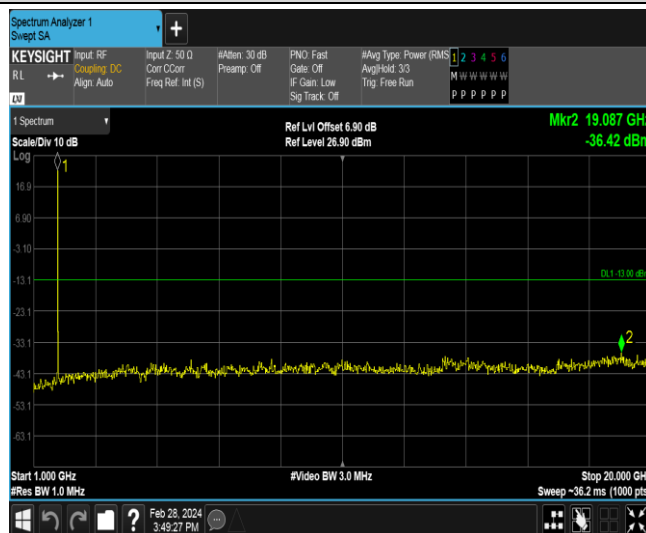 Spectrum Analyzer 1
Swept SA
KEYSIGHT
RL
LXI
Input: RF
Coupling: DC
Align: Auto
Input Z: 50 Ω
Corr CCorr
Freq Ref: Int (S)
#Atten: 30 dB
Preamp: Off
PNO: Fast
Gate: Off
IF Gain: Low
Sig Track: Off
#Avg Type: Power (RMS
Avg|Hold: 3/3
Trig: Free Run
1 2 3 4 5 6
M W W W W W
P P P P P P
1 Spectrum
Scale/Div 10 dB
Log
Ref Lvl Offset 6.90 dB
Ref Level 26.90 dBm
Mkr2 19.087 GHz
-36.42 dBm
1
16.9
6.90
-3.10
-13.1
DL1 -13.00 dBm
-23.1
-33.1
2
-43.1
-53.1
-63.1
Start 1.000 GHz
#Res BW 1.0 MHz
#Video BW 3.0 MHz
Stop 20.000 GHz
Sweep ~36.2 ms (1000 pts
Feb 28, 2024
3:49:27 PM